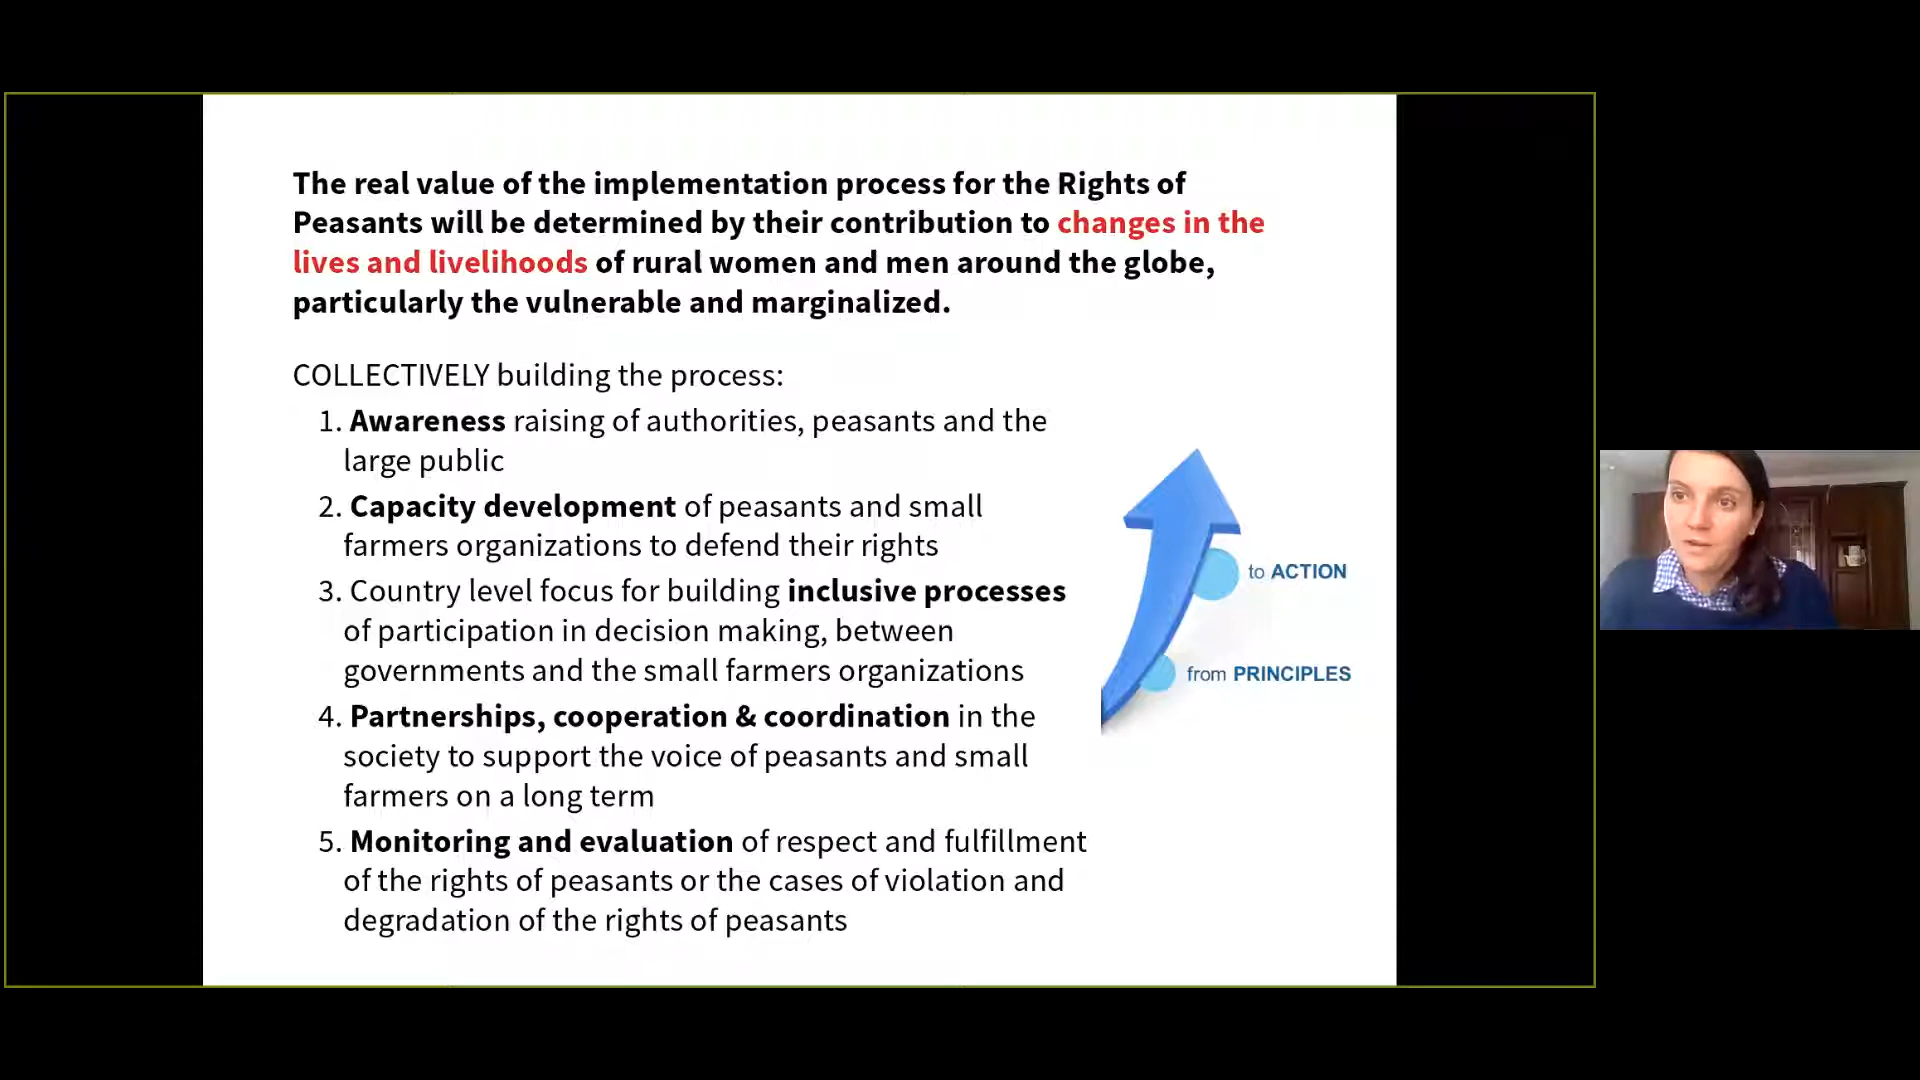 The real value of the implementation process for the Rights of
Peasants will be determined by their contribution to changes in the
lives and livelihoods of rural women and men around the globe,
particularly the vulnerable and marginalized.
COLLECTIVELY building the process:
1. Awareness raising of authorities, peasants and the
large public
2. Capacity development of peasants and small
farmers organizations to defend their rights
3. Country level focus for building inclusive processes
of participation in decision making, between
governments and the small farmers organizations
4. Partnerships, cooperation & coordination in the
society to support the voice of peasants and small
farmers on a long term
5. Monitoring and evaluation of respect and fulfillment
of the rights of peasants or the cases of violation and
degradation of the rights of peasants
to ACTION
from PRINCIPLES